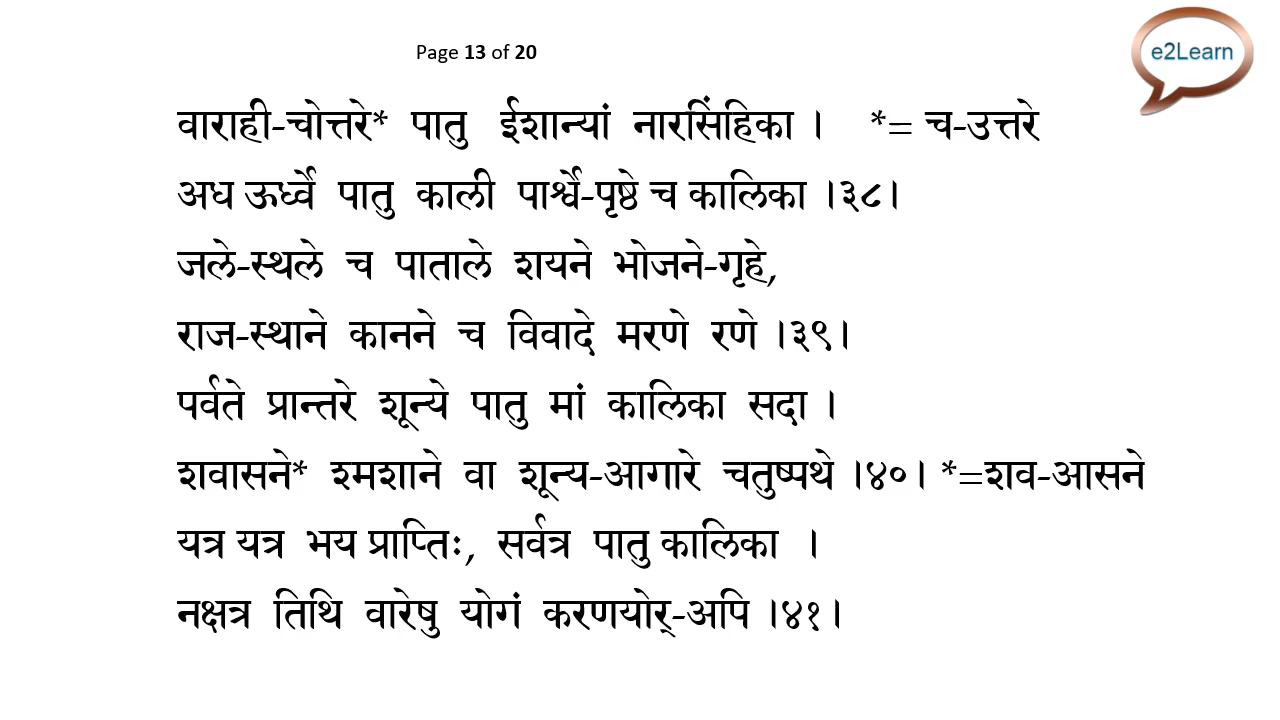 Page 13 of 20
e2Learn
वाराही-चोत्तरे* पातु ईशान्यां नारसिंहिका । *= च-उत्तरे
अध ऊर्ध्वे पातु काली पार्श्वे-पृष्ठे च कालिका ।३८।
जले-स्थले च पाताले शयने भोजने-गृहे,
राज-स्थाने कानने च विवादे मरणे रणे ।३९।
पर्वते प्रान्तरे शून्ये पातु मां कालिका सदा ।
शवासने* श्मशाने वा शून्य-आगारे चतुष्पथे ।४०। *=शव-आसने
यत्र यत्र भय प्राप्तिः, सर्वत्र पातु कालिका ।
नक्षत्र तिथि वारेषु योगं करणयोर्-अपि ।४१।